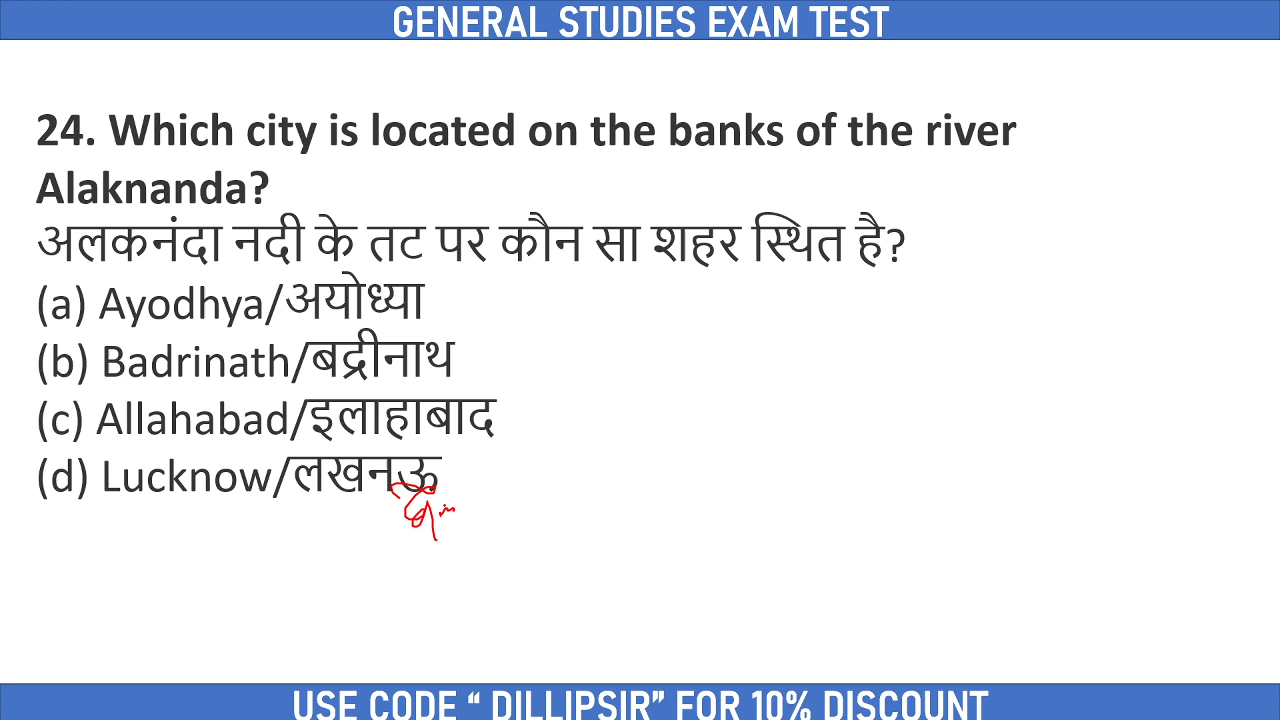 GENERAL STUDIES EXAM TEST
24. Which city is located on the banks of the river
Alaknanda?
अलकनंदा नदी के तट पर कौन सा शहर स्थित है?
(a) Ayodhya/अयोध्या
(b) Badrinath/बद्रीनाथ
(c) Allahabad/इलाहाबाद
(d) Lucknow/लखनऊ
USE CODE “ DILLIPSIR” FOR 10% DISCOUNT